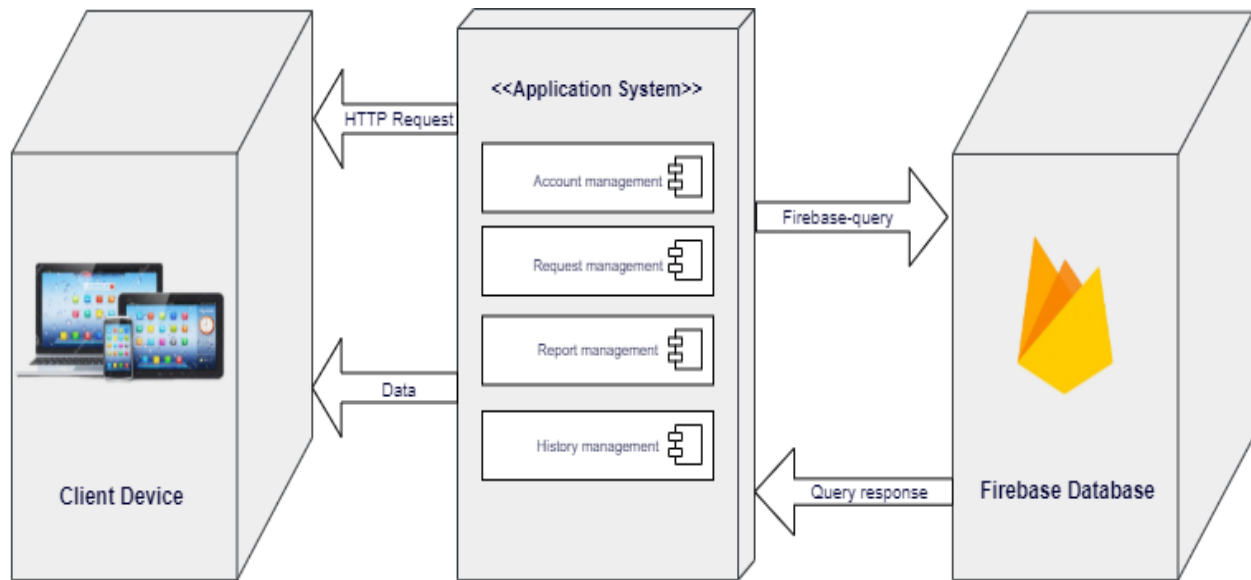 <<Application System>>
HTTP Request
Account management
Firebase-query
Request management
Report management
Data
History management
Client Device
Query response
Firebase Database